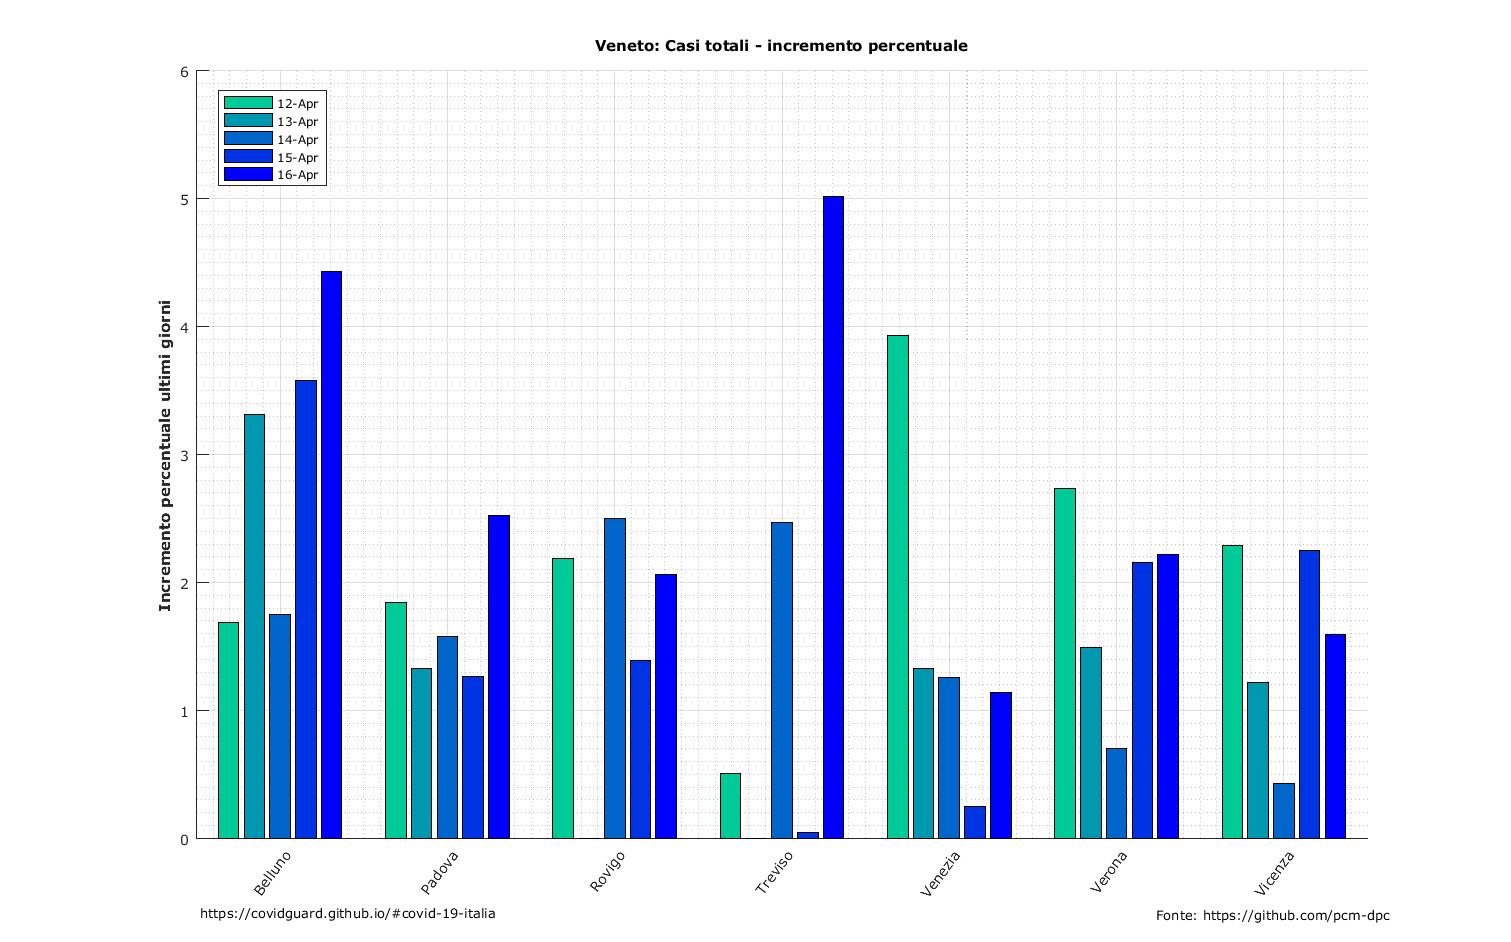 Veneto: Casi totali - incremento percentuale
6
5
4
3
2
1
0
Incremento percentuale ultimi giorni
12-Apr
13-Apr
14-Apr
15-Apr
16-Apr
Belluno
Padova
Rovigo
Treviso
Venezia
Verona
Vicenza
https://covidguard.github.io/#covid-19-italia
Fonte: https://github.com/pcm-dpc